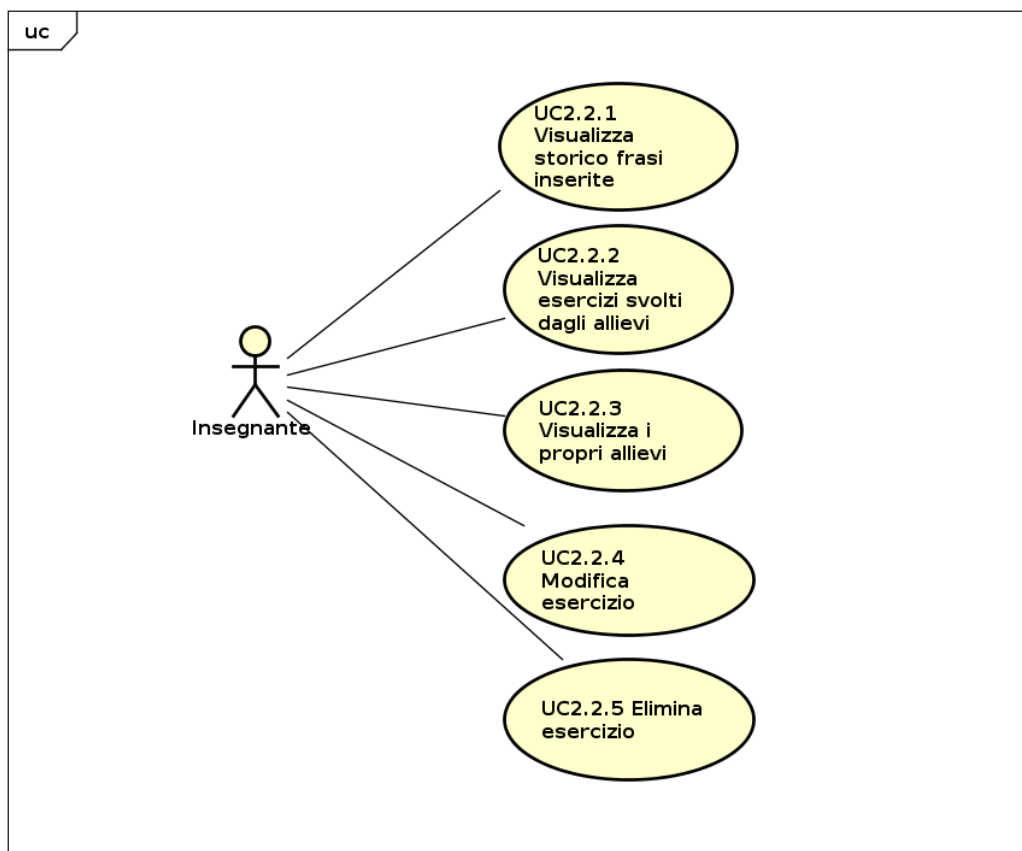 uc
UC2.2.1
Visualizza
storico frasi
inserite
UC2.2.2
Visualizza
esercizi svolti
dagli allievi
Insegnante
UC2.2.3
Visualizza i
propri allievi
UC2.2.4
Modifica
esercizio
UC2.2.5 Elimina
esercizio